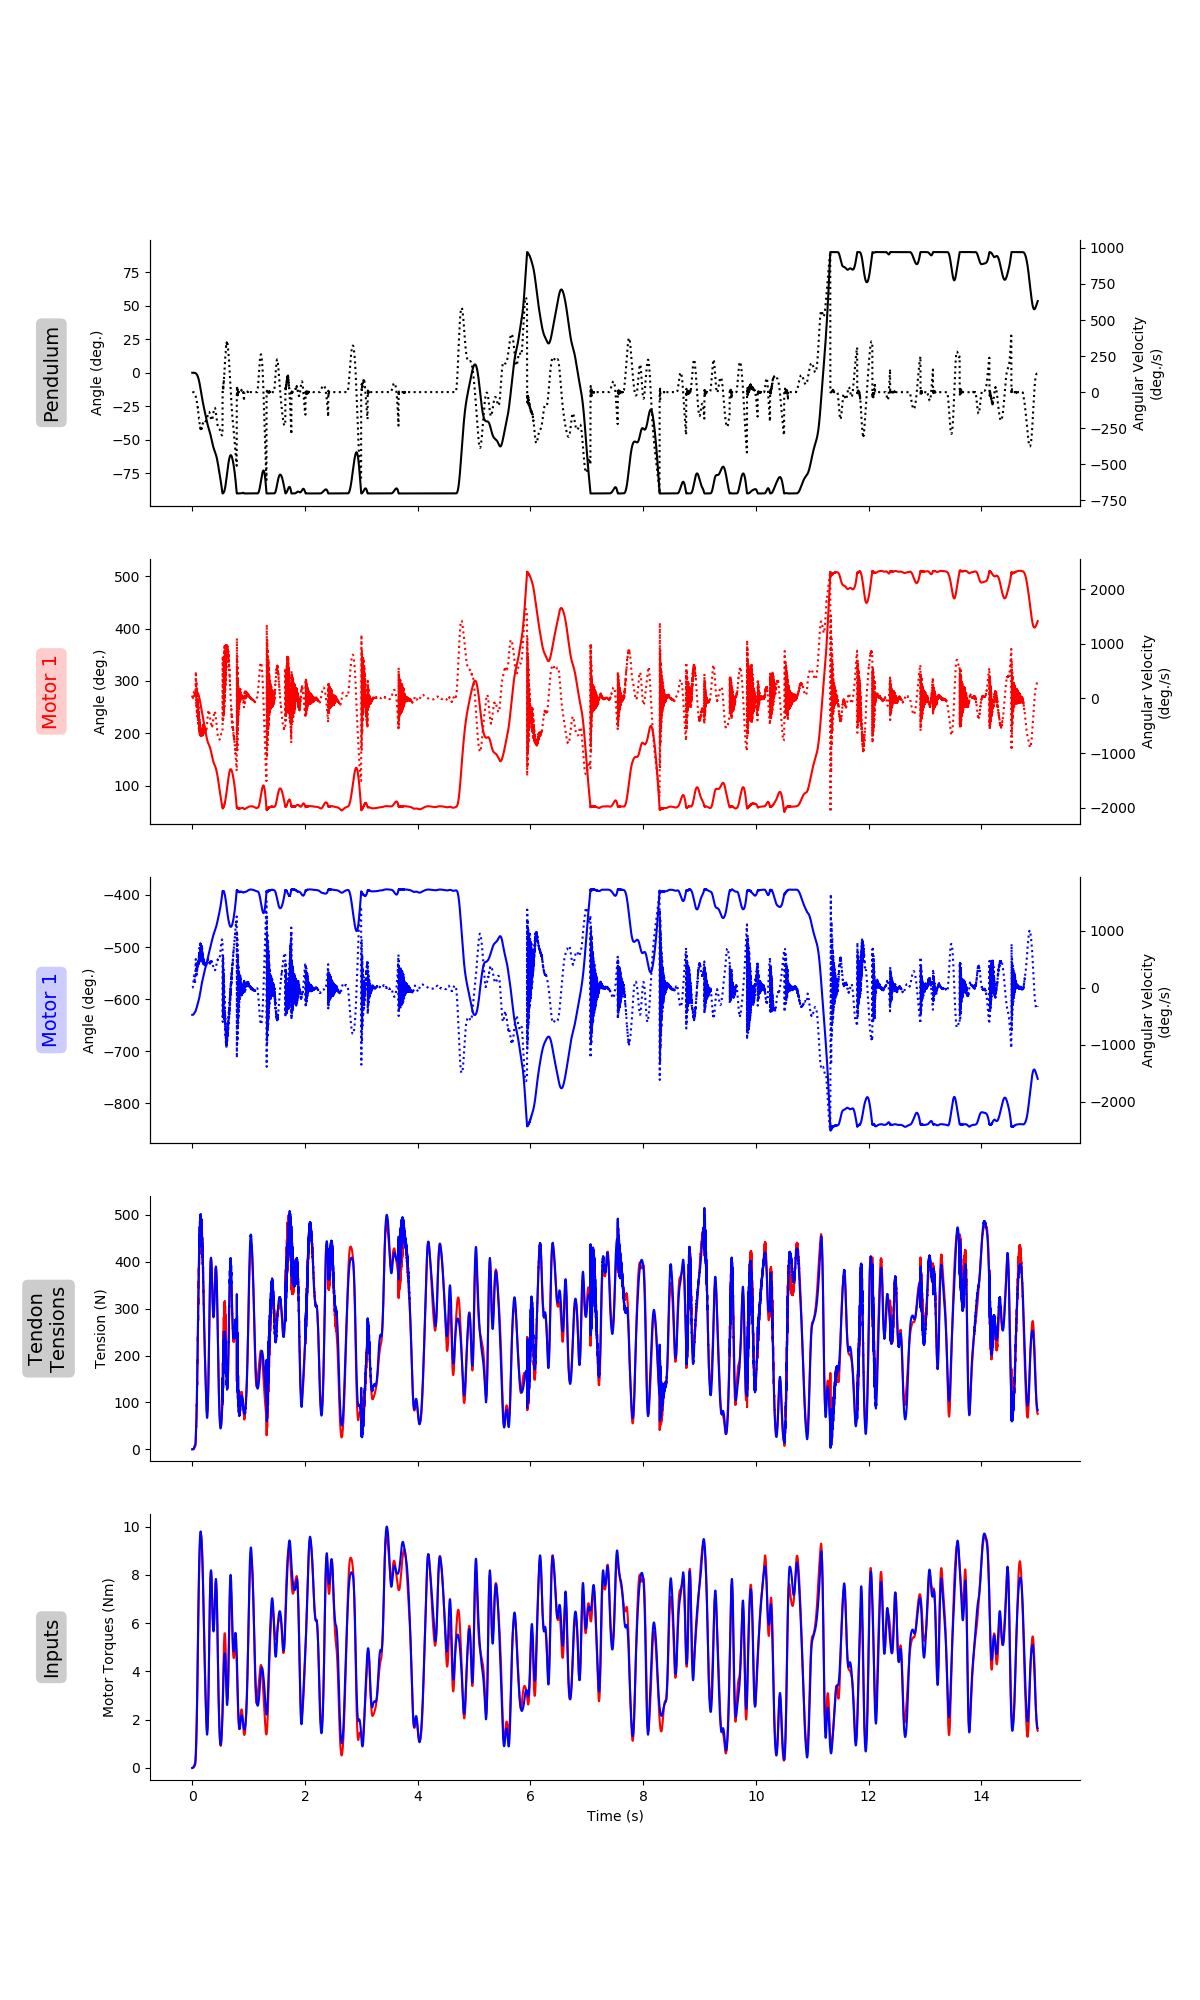 Pendulum
Angle (deg.)
75
50
25
0
−25
−50
−75
1000
750
500
250
0
−250
−500
−750
Angular Velocity
(deg./s)
Motor 1
Angle (deg.)
500
400
300
200
100
2000
1000
0
−1000
−2000
Angular Velocity
(deg./s)
Motor 1
Angle (deg.)
−400
−500
−600
−700
−800
1000
0
−1000
−2000
Angular Velocity
(deg./s)
Tendon
Tensions
Tension (N)
500
400
300
200
100
0
Inputs
Motor Torques (Nm)
10
8
6
4
2
0
0 2 4 6 8 10 12 14
Time (s)